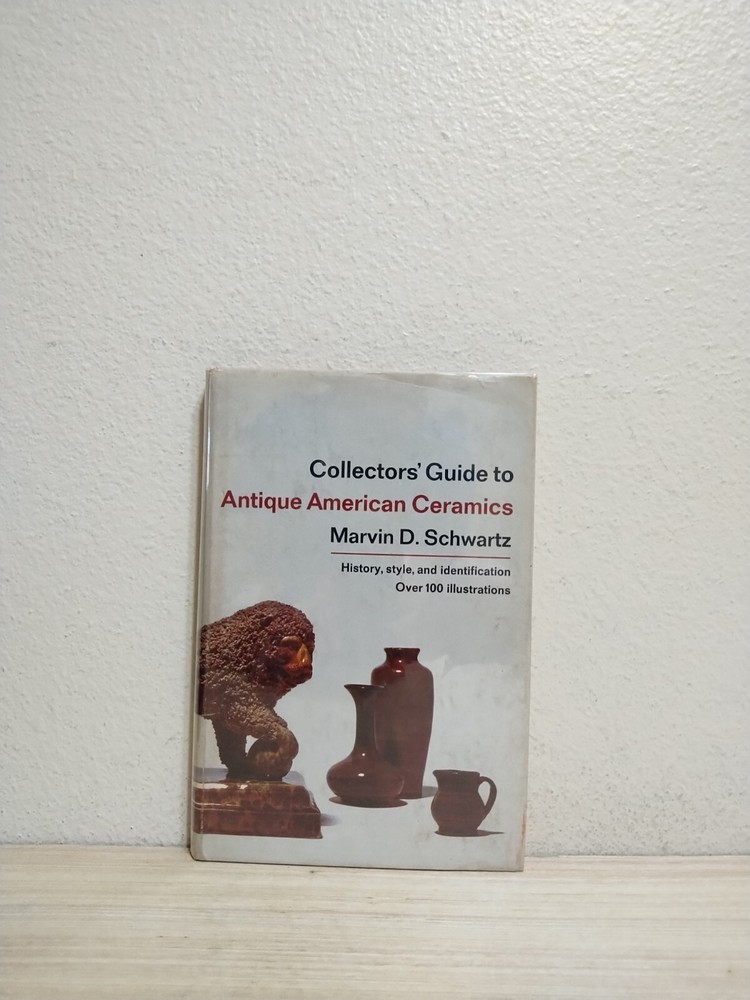 Collectors' Guide to
Antique American Ceramics
Marvin D. Schwartz
History, style, and identification
Over 100 illustrations